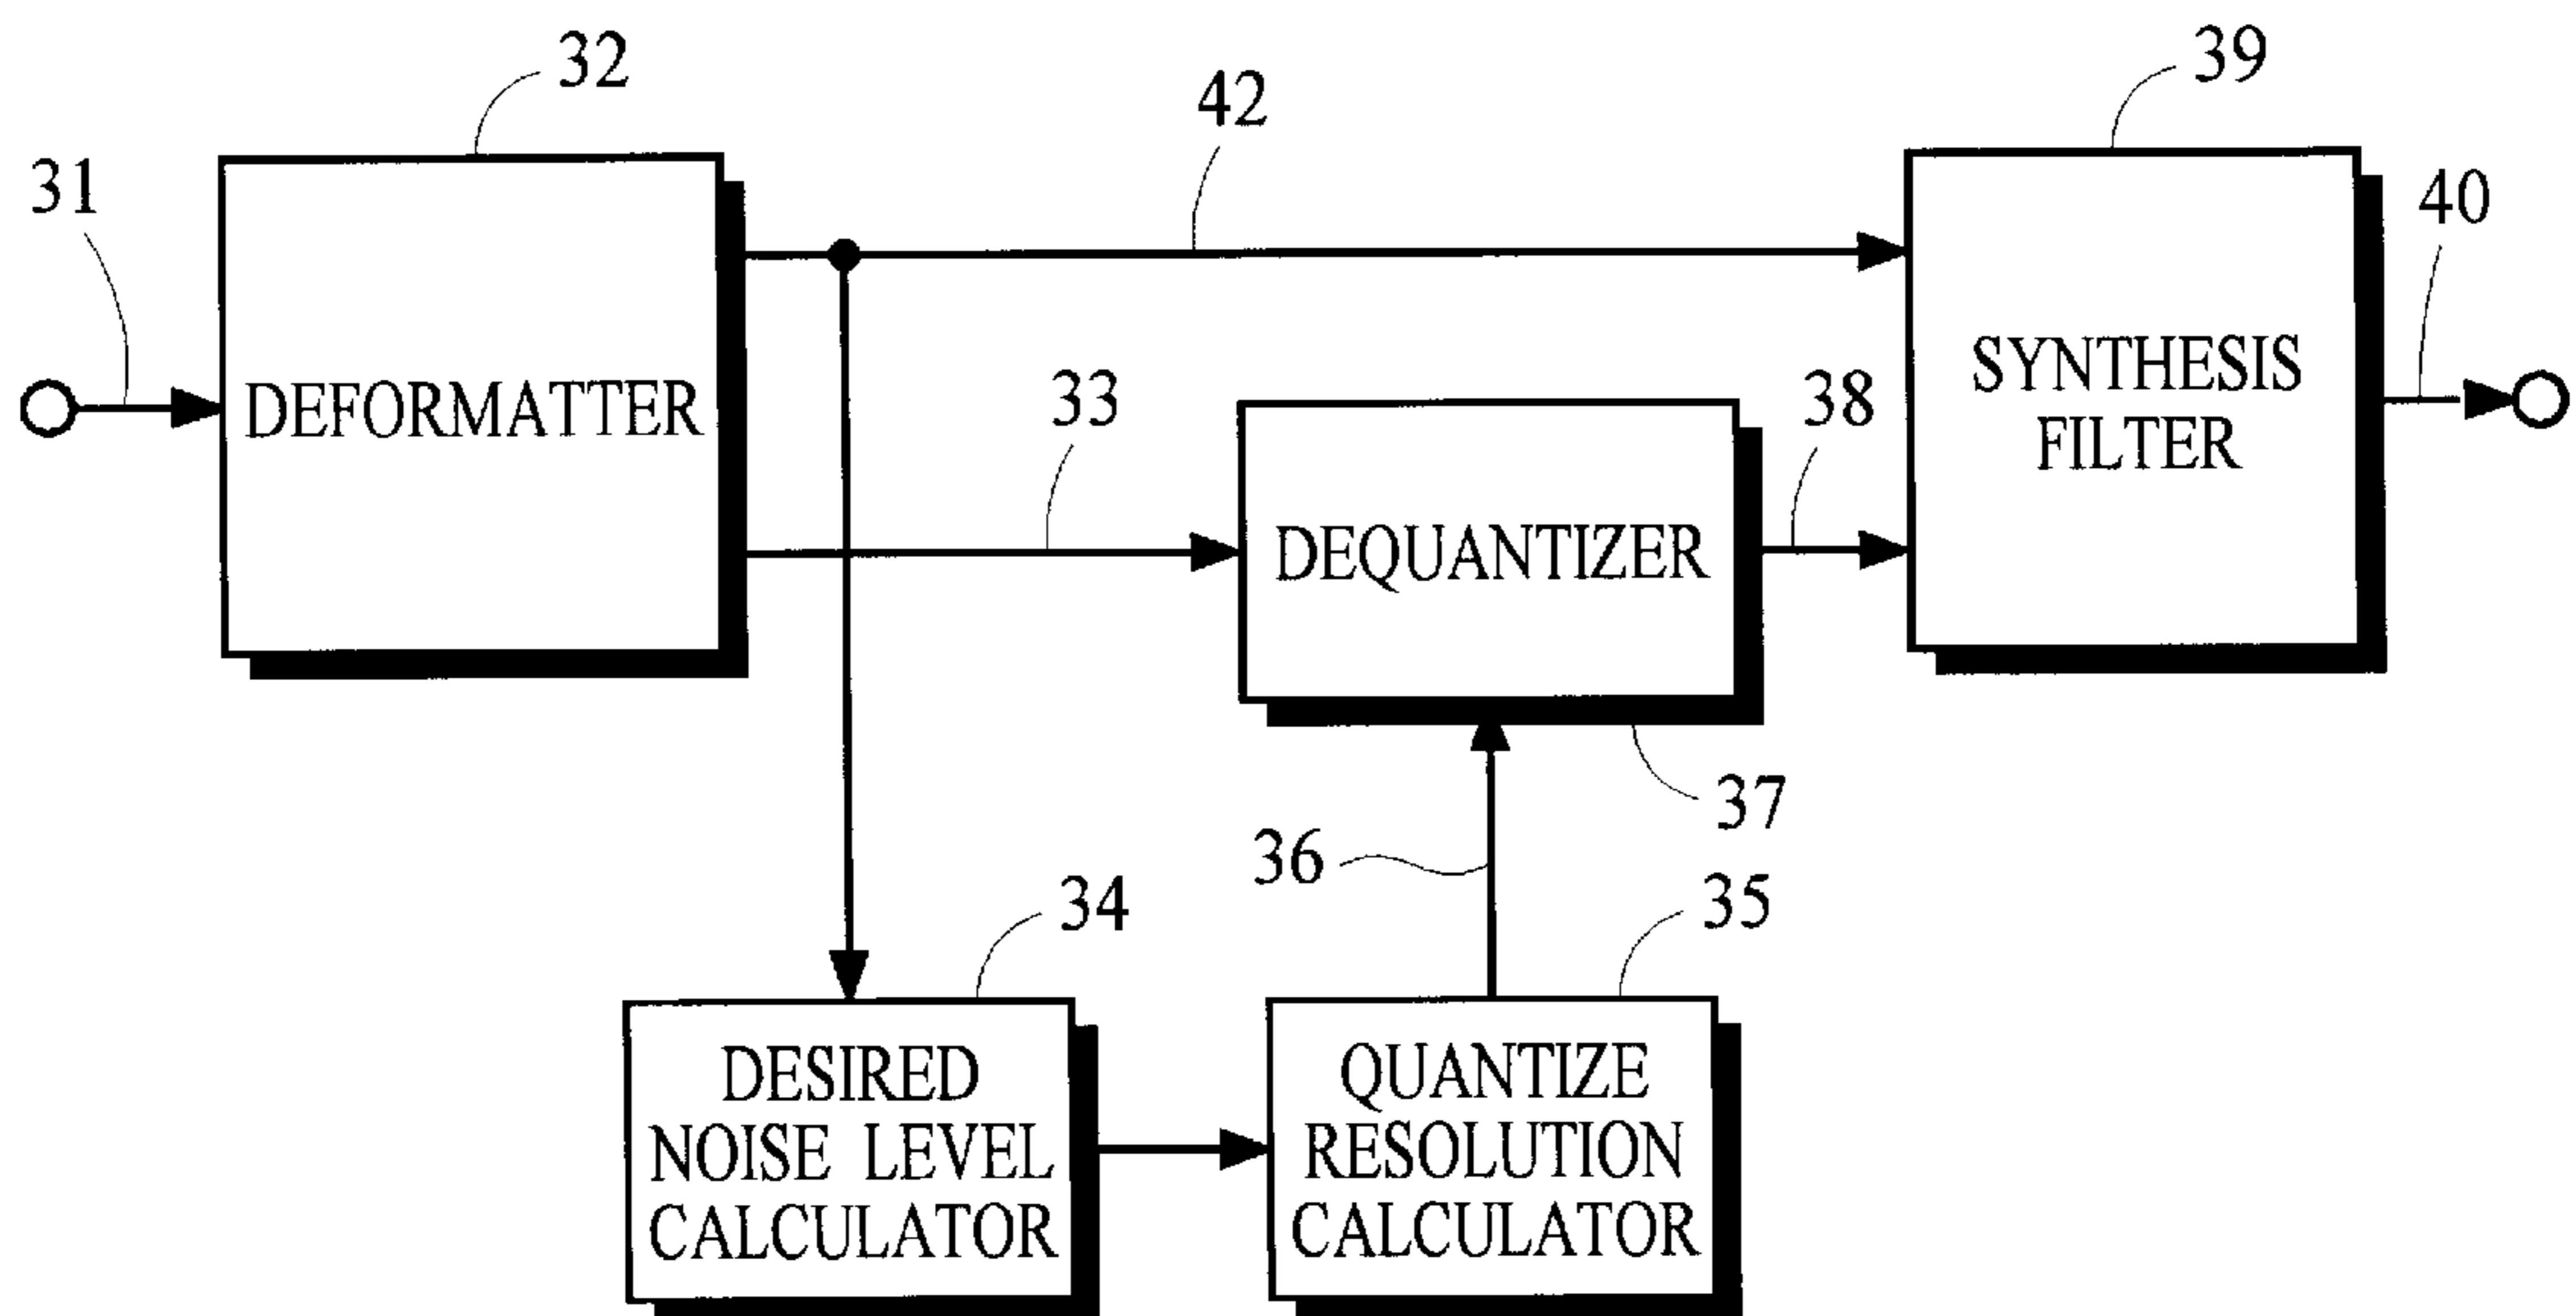 32
39
42
31
40
DEFORMATTER
SYNTHESIS
FILTER
33
38
DEQUANTIZER
37
36
34
35
DESIRED
NOISE LEVEL
CALCULATOR
QUANTIZE
RESOLUTION
CALCULATOR